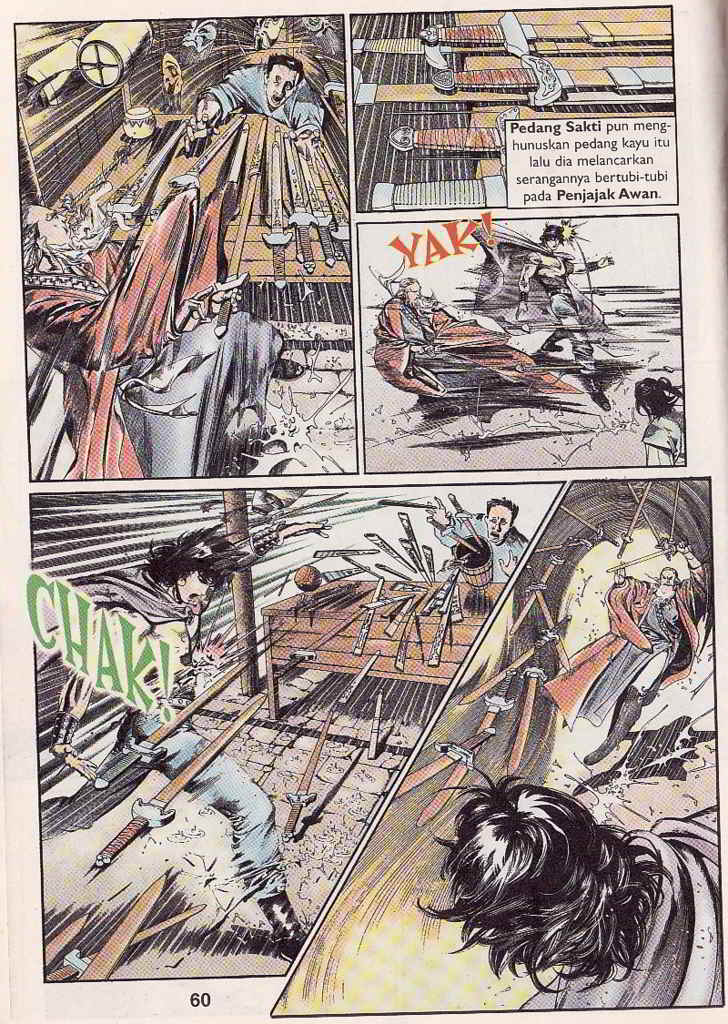 Pedang Sakti pun meng-
hunuskan pedang kayu itu
lalu dia melancarkan
serangannya bertubi-tubi
pada Penjajak Awan.
YAK!
CHAK!
60